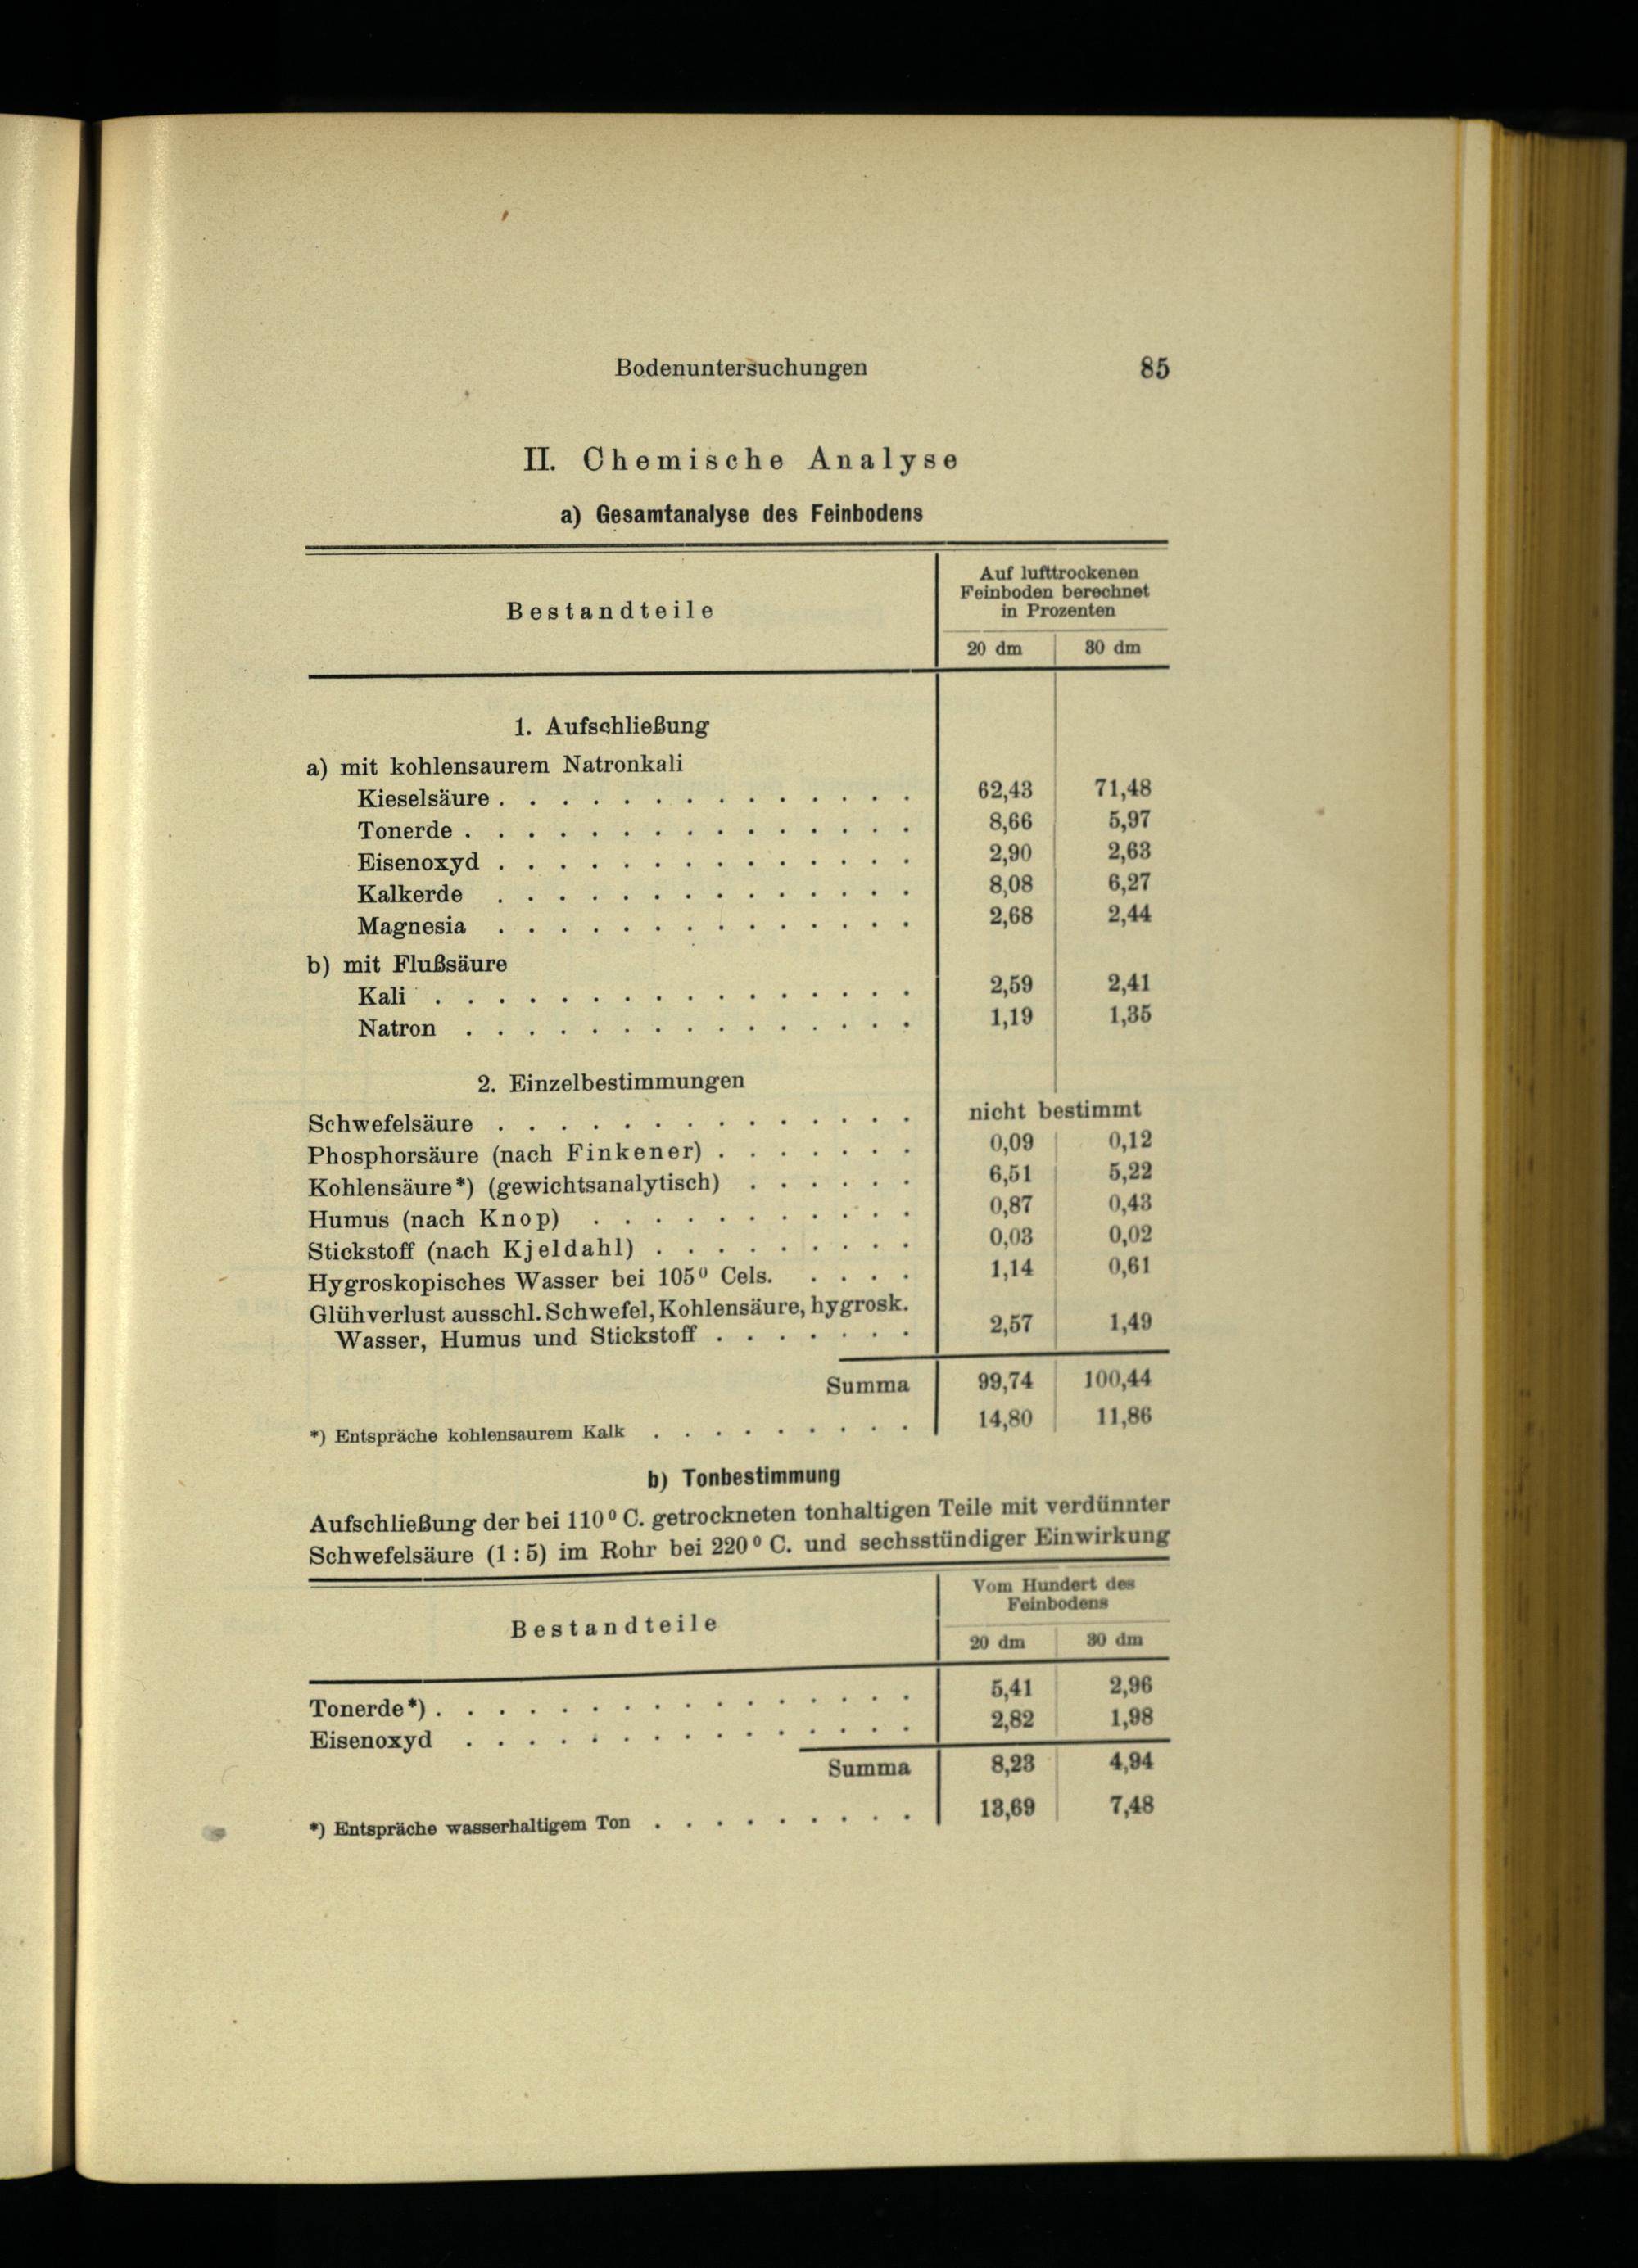 Bodenuntersuchungen 85
II. Chemische Analyse
a) Gesamtanalyse des Feinbodens
Bestandteile
Auf lufttrockenen
Feinboden berechnet
in Prozenten
20 dm 30 dm
1. Aufschließung
a) mit kohlensaurem Natronkali
Kieselsäure . . . . . . . . . . . . . . 62,43 71,48
Tonerde . . . . . . . . . . . . . . . 8,66 5,97
Eisenoxyd . . . . . . . . . . . . . . 2,90 2,63
Kalkerde . . . . . . . . . . . . . . 8,08 6,27
Magnesia . . . . . . . . . . . . . . 2,68 2,44
b) mit Flußsäure
Kali . . . . . . . . . . . . . . . . 2,59 2,41
Natron . . . . . . . . . . . . . . . 1,19 1,35
2. Einzelbestimmungen
Schwefelsäure . . . . . . . . . . . . . . nicht bestimmt
Phosphorsäure (nach Finkener) . . . . . . . 0,09 0,12
Kohlensäure*) (gewichtsanalytisch) . . . . . . 6,51 5,22
Humus (nach Knop) . . . . . . . . . . . 0,87 0,43
Stickstoff (nach Kjeldahl) . . . . . . . . . 0,03 0,02
Hygroskopisches Wasser bei 105⁰ Cels. . . . . 1,14 0,61
Glühverlust ausschl. Schwefel, Kohlensäure, hygrosk.
Wasser, Humus und Stickstoff . . . . . . . 2,57 1,49
Summa 99,74 100,44
*) Entspräche kohlensaurem Kalk . . . . . . . . . 14,80 11,86
b) Tonbestimmung
Aufschließung der bei 110⁰ C. getrockneten tonhaltigen Teile mit verdünnter
Schwefelsäure (1 : 5) im Rohr bei 220⁰ C. und sechsstündiger Einwirkung
Bestandteile
Vom Hundert des
Feinbodens
20 dm 30 dm
Tonerde*) . . . . . . . . . . . . . . . . 5,41 2,96
Eisenoxyd . . . . . . . . . . . . . . . 2,82 1,98
Summa 8,23 4,94
*) Entspräche wasserhaltigem Ton . . . . . . . . . 13,69 7,48